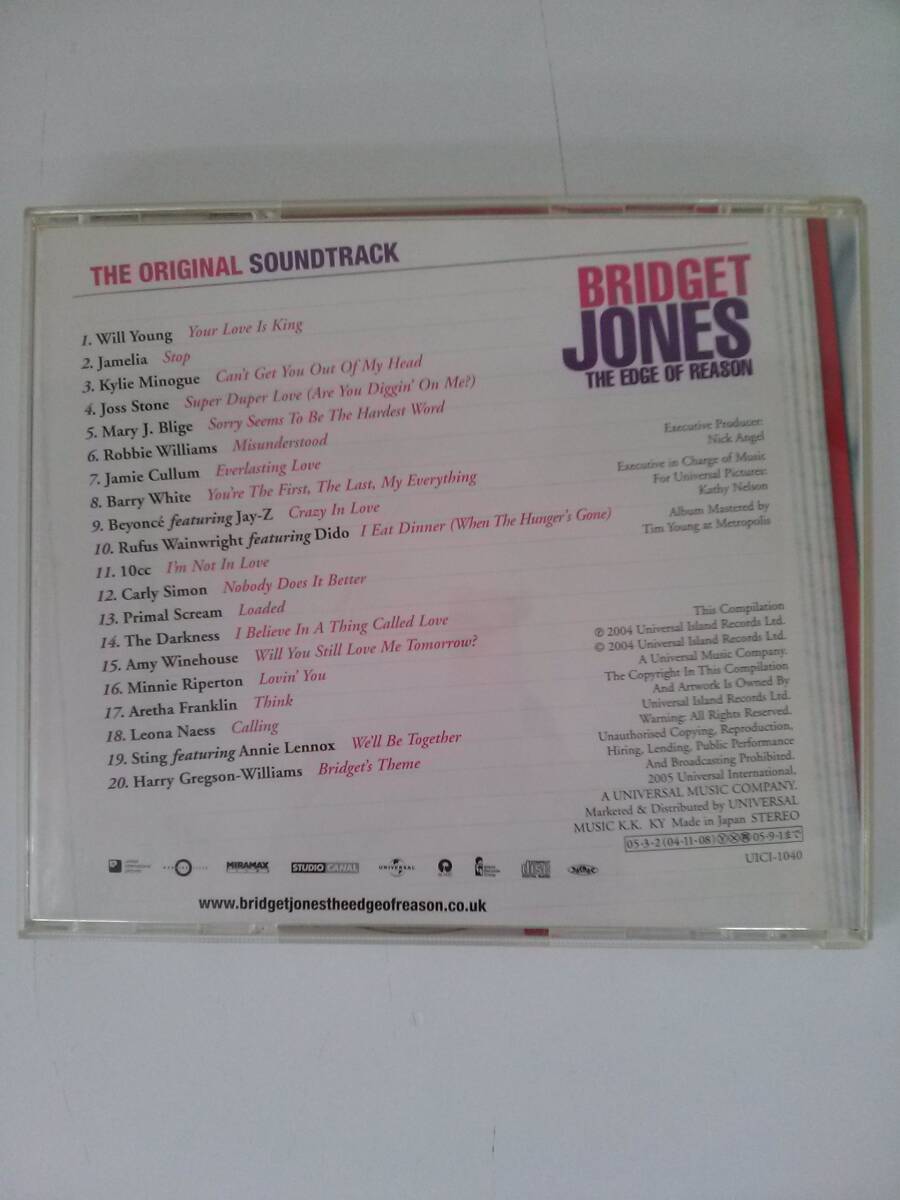 THE ORIGINAL SOUNDTRACK
BRIDGET
JONES
THE EDGE OF REASON
1. Will Young Your Love Is King
2. Jamelia Stop
3. Kylie Minogue Can't Get You Out Of My Head
4. Joss Stone Super Duper Love (Are You Diggin' On Me?)
5. Mary J. Blige Sorry Seems To Be The Hardest Word
6. Robbie Williams Misunderstood
7. Jamie Cullum Everlasting Love
8. Barry White You're The First, The Last, My Everything
9. Beyoncé featuring Jay-Z Crazy In Love
10. Rufus Wainwright featuring Dido I Eat Dinner (When The Hunger's Gone)
11. 10cc I'm Not In Love
12. Carly Simon Nobody Does It Better
13. Primal Scream Loaded
14. The Darkness I Believe In A Thing Called Love
15. Amy Winehouse Will You Still Love Me Tomorrow?
16. Minnie Riperton Lovin' You
17. Aretha Franklin Think
18. Leona Naess Calling
19. Sting featuring Annie Lennox We'll Be Together
20. Harry Gregson-Williams Bridget's Theme
Executive Producer:
Nick Angel
Executive in Charge of Music
For Universal Pictures:
Kathy Nelson
Album Mastered by
Tim Young at Metropolis
This Compilation
℗ 2004 Universal Island Records Ltd.
© 2004 Universal Island Records Ltd.
A Universal Music Company.
The Copyright In This Compilation
And Artwork Is Owned By
Universal Island Records Ltd.
Warning: All Rights Reserved.
Unauthorised Copying, Reproduction,
Hiring, Lending, Public Performance
And Broadcasting Prohibited.
2005 Universal International,
A UNIVERSAL MUSIC COMPANY.
Marketed & Distributed by UNIVERSAL
MUSIC K.K. KY Made in Japan STEREO
05-3-2(04-11-08)Ⓨ Ⓧ 05-9-1まで
UICI-1040
MIRAMAX
STUDIO CANAL
UNIVERSAL
disc
www.bridgetjonestheedgeofreason.co.uk